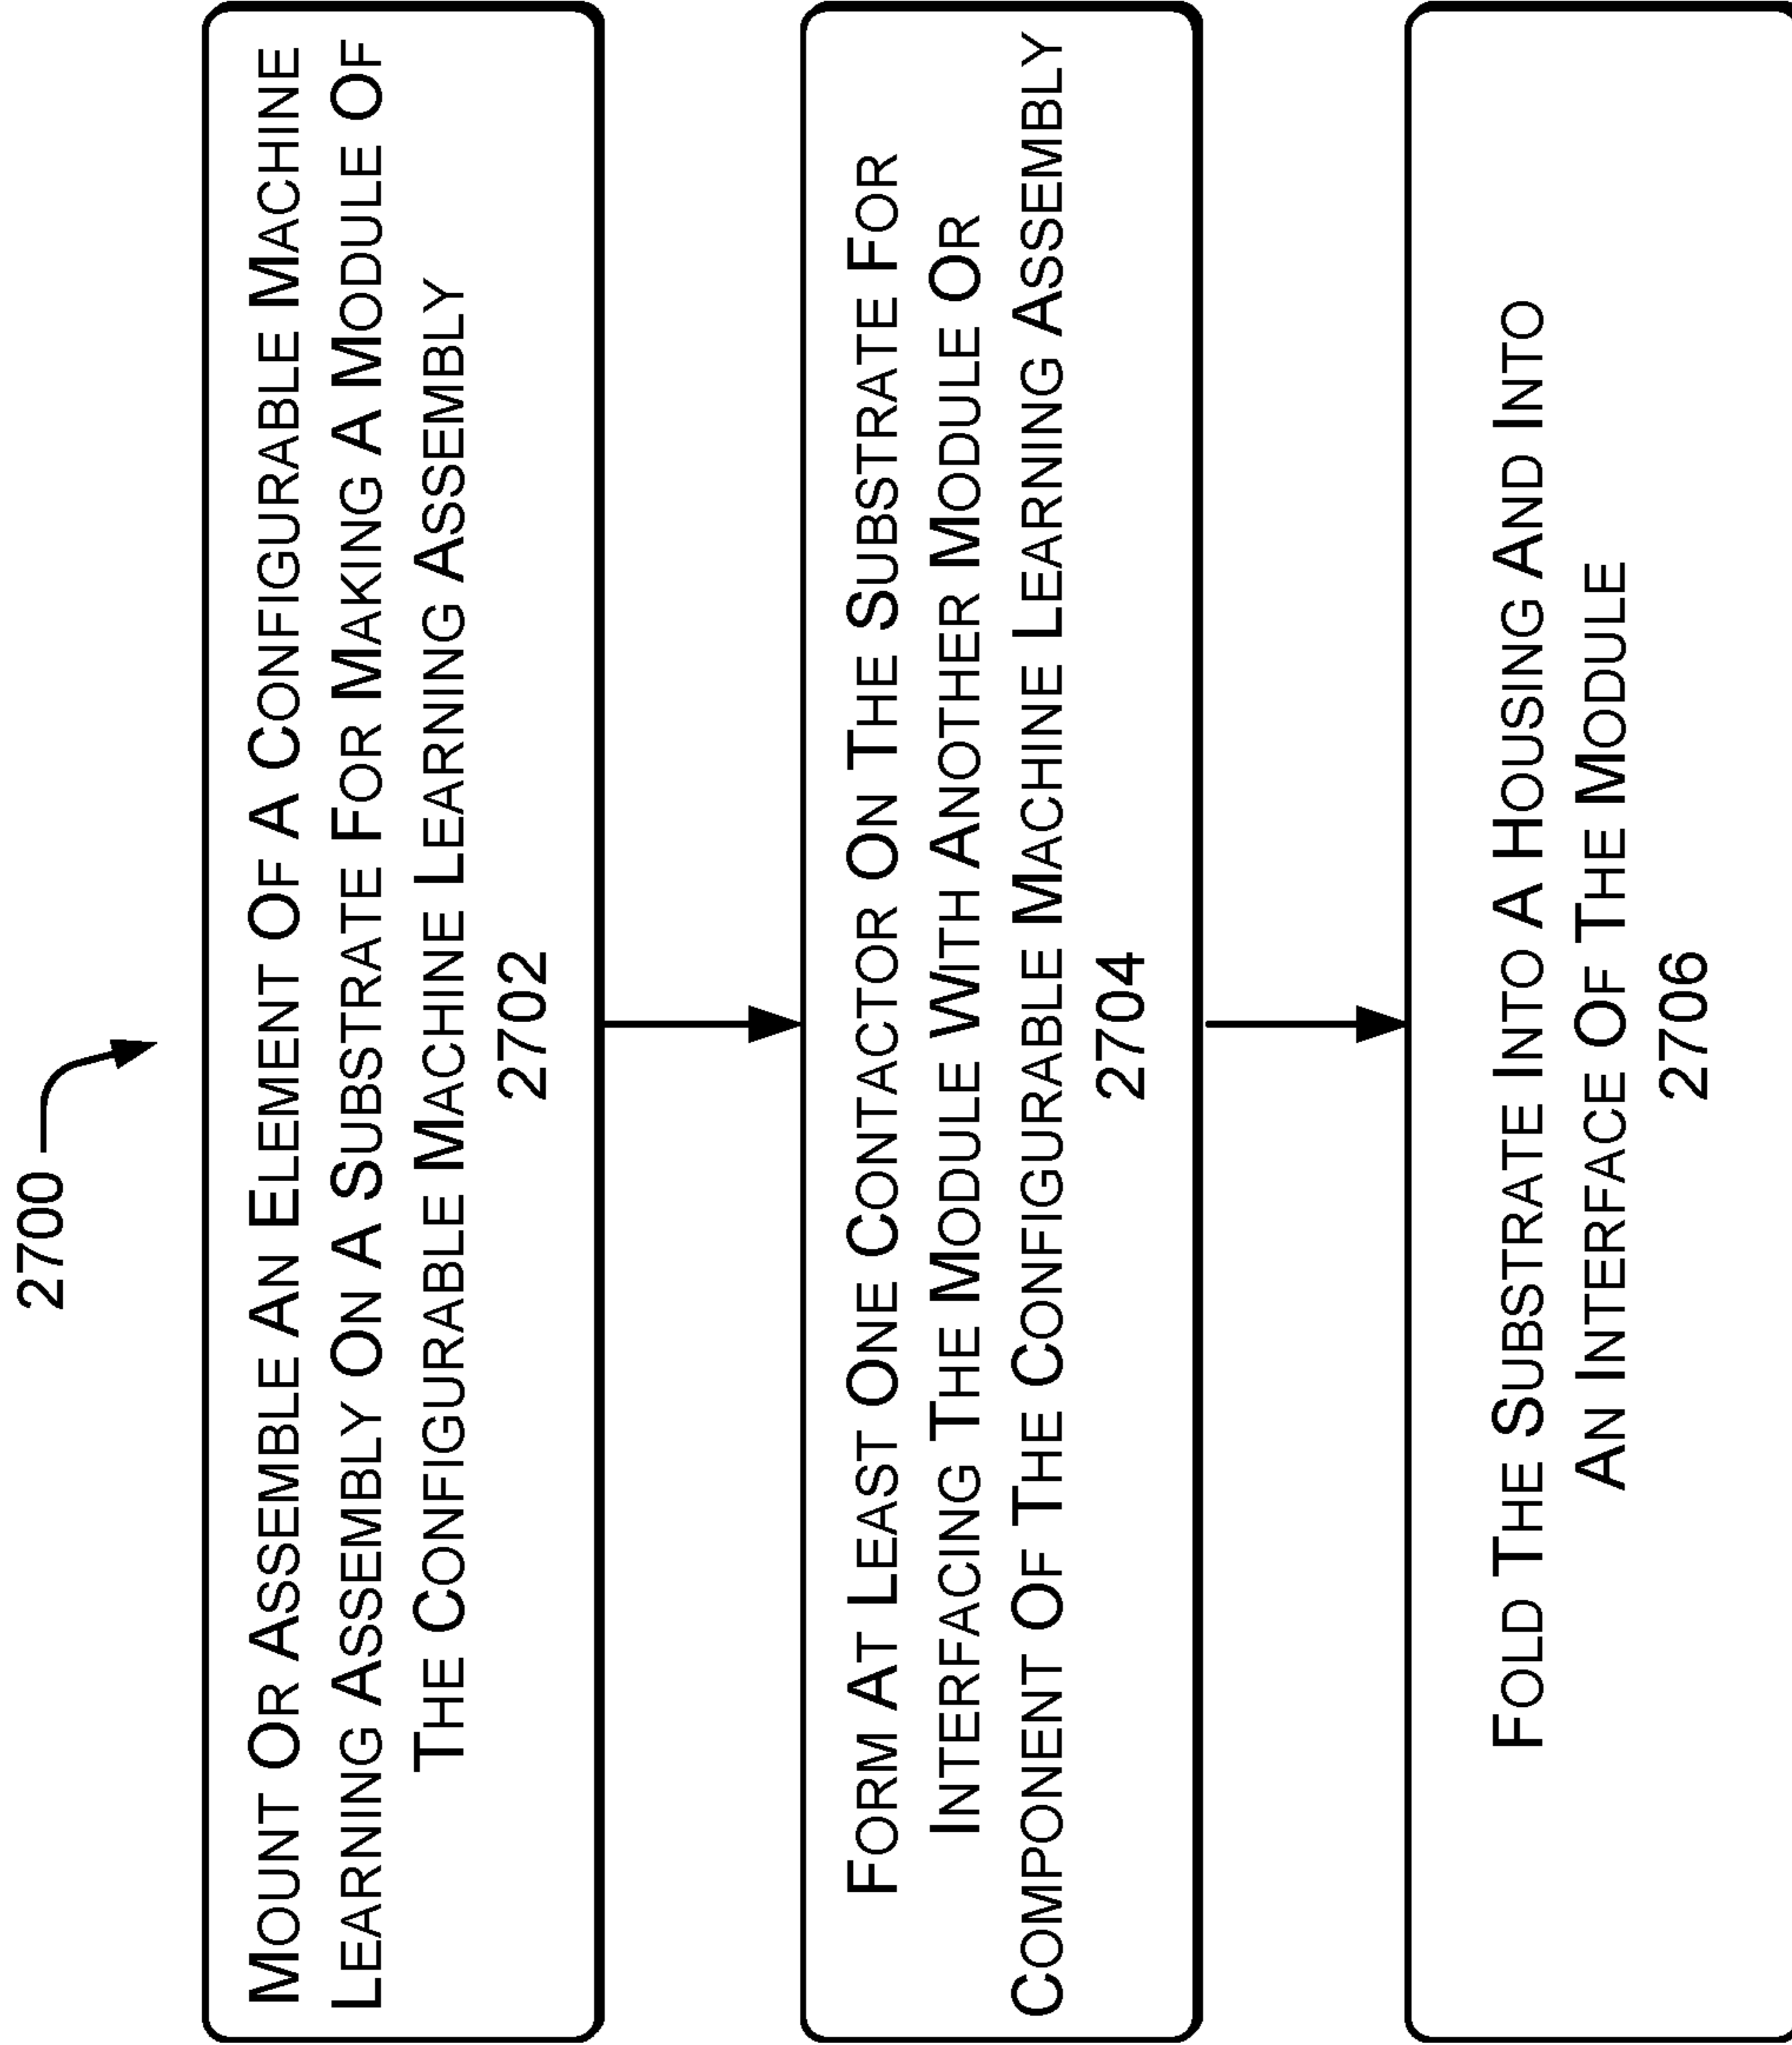 2700
MOUNT OR ASSEMBLE AN ELEMENT OF A CONFIGURABLE MACHINE
LEARNING ASSEMBLY ON A SUBSTRATE FOR MAKING A MODULE OF
THE CONFIGURABLE MACHINE LEARNING ASSEMBLY
2702
FORM AT LEAST ONE CONTACTOR ON THE SUBSTRATE FOR
INTERFACING THE MODULE WITH ANOTHER MODULE OR
COMPONENT OF THE CONFIGURABLE MACHINE LEARNING ASSEMBLY
2704
FOLD THE SUBSTRATE INTO A HOUSING AND INTO
AN INTERFACE OF THE MODULE
2706